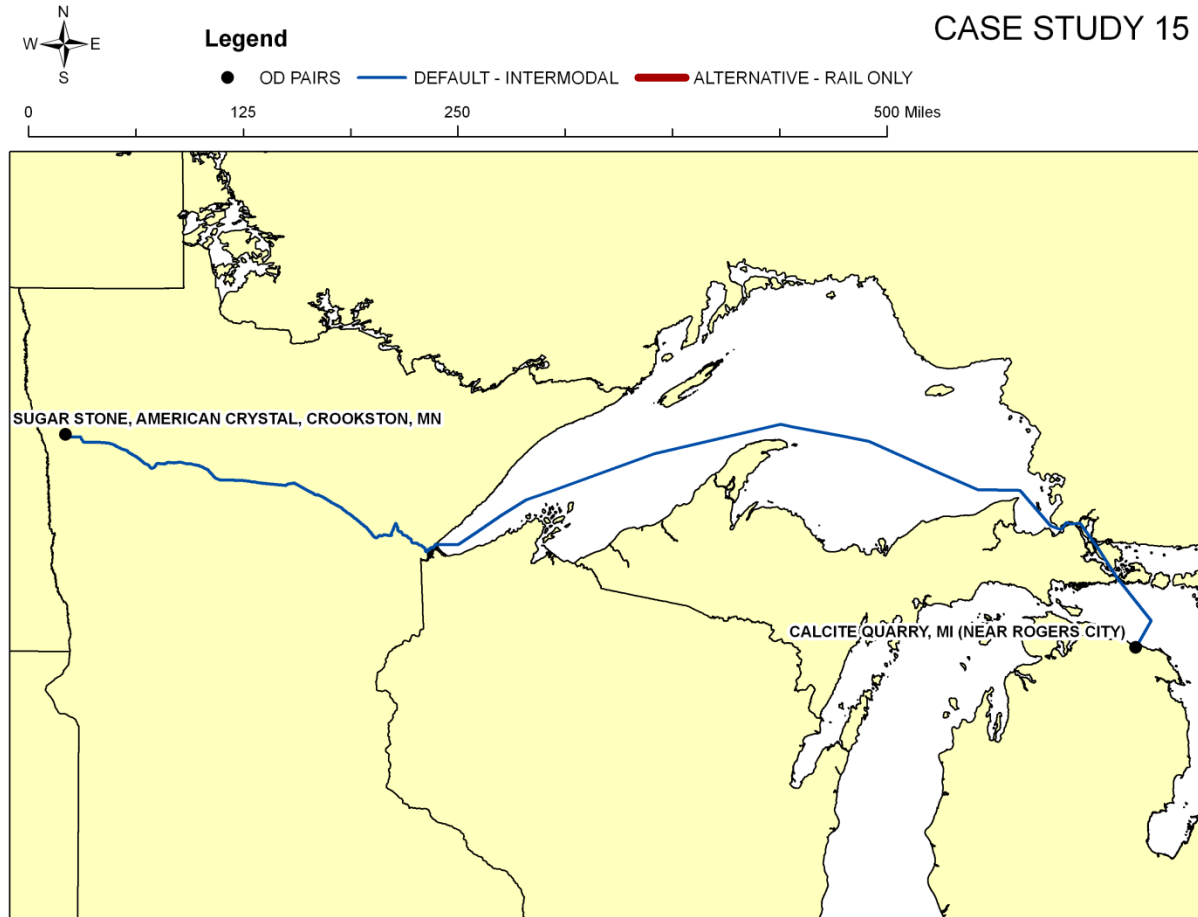 CASE STUDY 15
N
W E
S
Legend
OD PAIRS DEFAULT - INTERMODAL ALTERNATIVE - RAIL ONLY
0 125 250 500 Miles
SUGAR STONE, AMERICAN CRYSTAL, CROOKSTON, MN
CALCITE QUARRY, MI (NEAR ROGERS CITY)